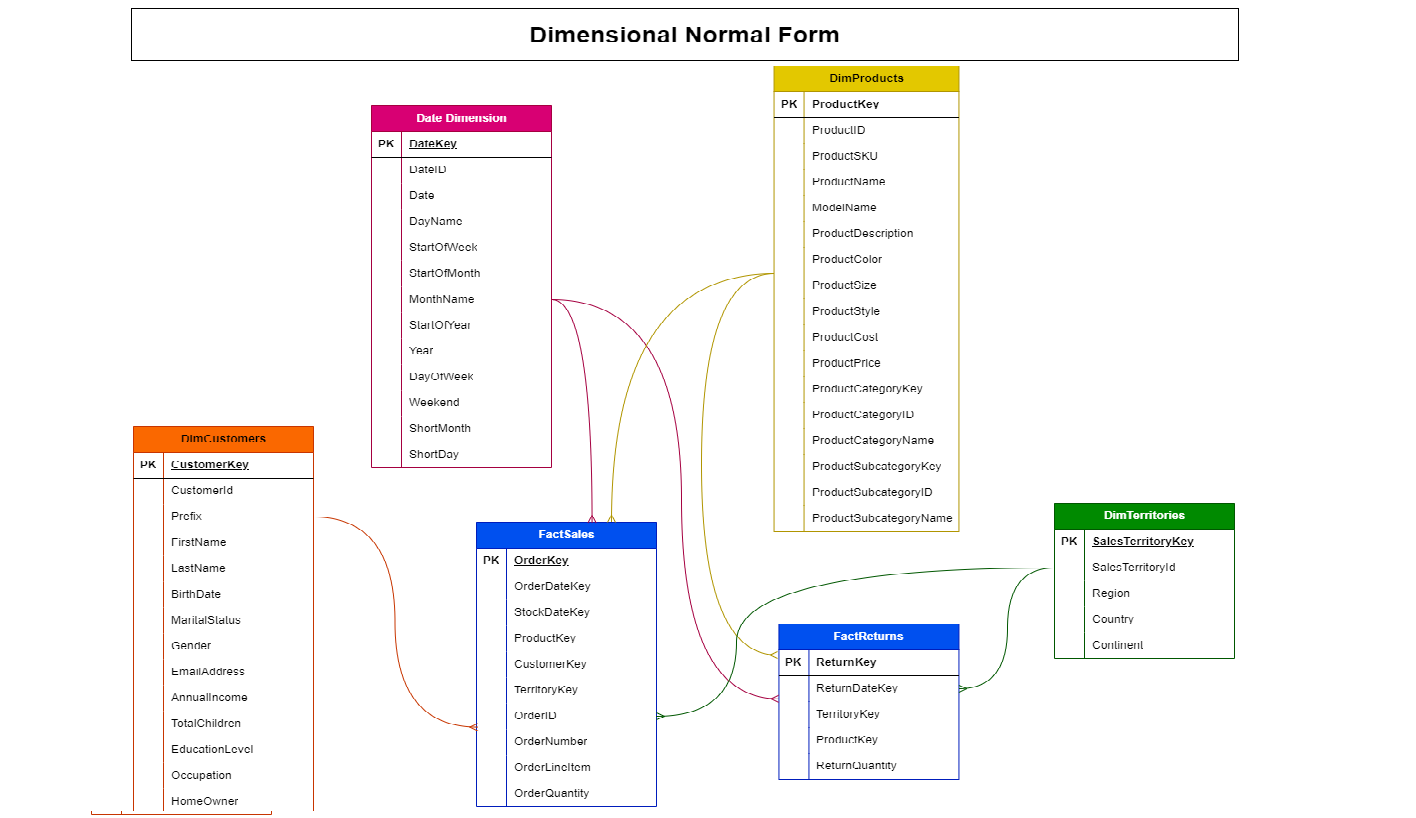 Dimensional Normal Form
DimProducts
PK ProductKey
ProductID
ProductSKU
ProductName
ModelName
ProductDescription
ProductColor
ProductSize
ProductStyle
ProductCost
ProductPrice
ProductCategoryKey
ProductCategoryID
ProductCategoryName
ProductSubcategoryKey
ProductSubcategoryID
ProductSubcategoryName
Date Dimension
PK DateKey
DateID
Date
DayName
StartOfWeek
StartOfMonth
MonthName
StartOfYear
Year
DayOfWeek
Weekend
ShortMonth
ShortDay
DimCustomers
PK CustomerKey
CustomerId
Prefix
FirstName
LastName
BirthDate
MaritalStatus
Gender
EmailAddress
AnnualIncome
TotalChildren
EducationLevel
Occupation
HomeOwner
FactSales
PK OrderKey
OrderDateKey
StockDateKey
ProductKey
CustomerKey
TerritoryKey
OrderID
OrderNumber
OrderLineItem
OrderQuantity
FactReturns
PK ReturnKey
ReturnDateKey
TerritoryKey
ProductKey
ReturnQuantity
DimTerritories
PK SalesTerritoryKey
SalesTerritoryId
Region
Country
Continent